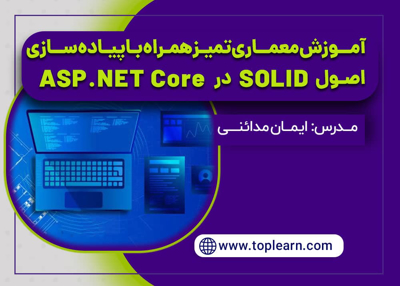 آموزش معماری تمیز همراه با پیاده‌سازی
اصول SOLID در ASP.NET Core
مدرس: ایمان مدائنی
www.toplearn.com